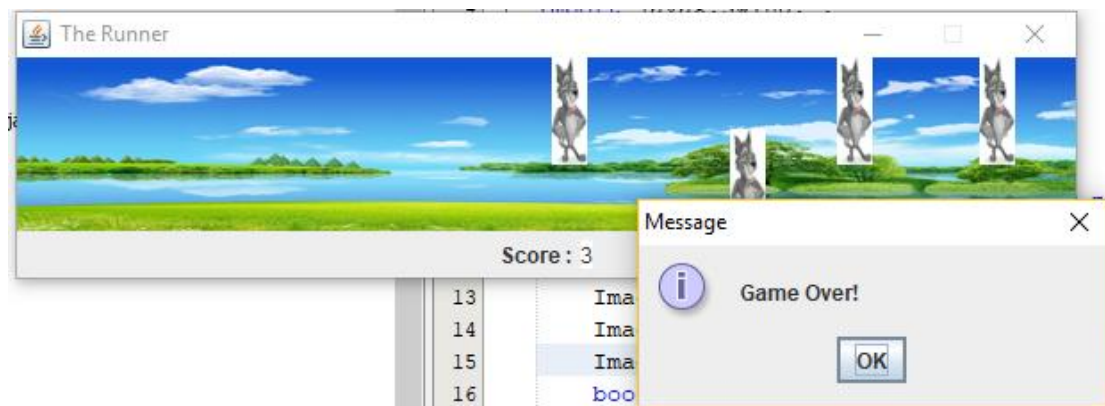 The Runner
Message
Score : 3
Game Over!
OK
13 Ima
14 Ima
15 Ima
16 boo